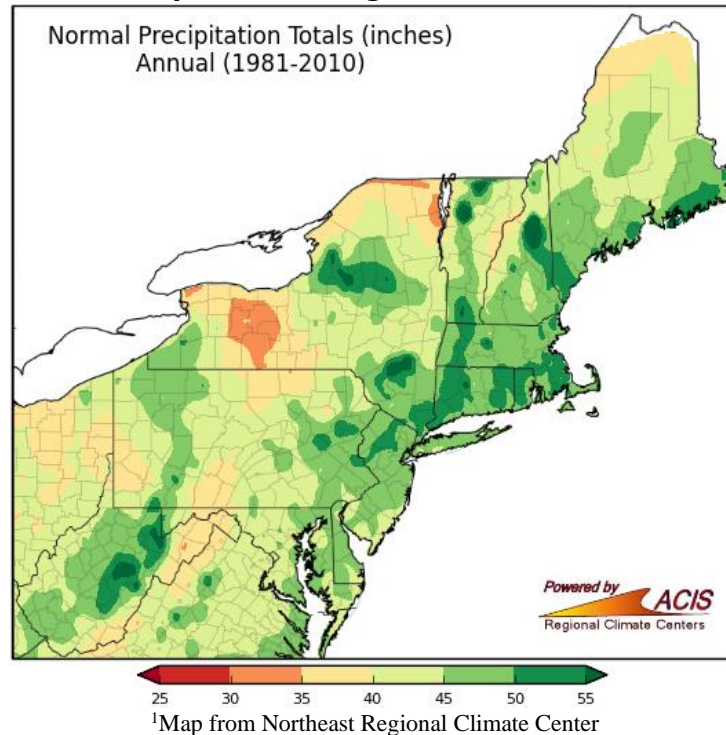 Normal Precipitation Totals (inches)
Annual (1981-2010)
Powered by
ACIS
Regional Climate Centers
25 30 35 40 45 50 55
¹Map from Northeast Regional Climate Center